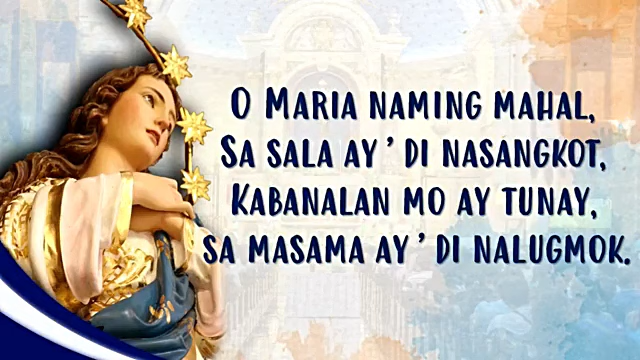 O MARIA NAMING MAHAL,
SA SALA AY' DI NASANGKOT,
KABANALAN MO AY TUNAY,
SA MASAMA AY' DI NALUGMOK.